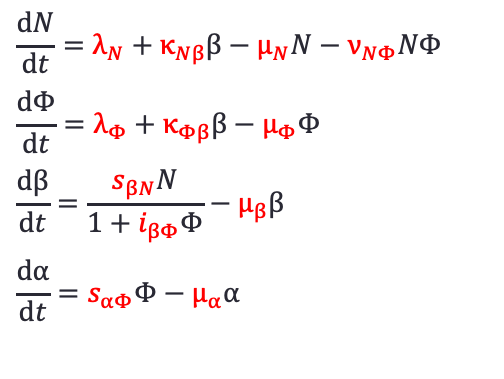 dN/dt = λ_N + κ_Nβ β − μ_N N − ν_NΦ NΦ
dΦ/dt = λ_Φ + κ_Φβ β − μ_Φ Φ
dβ/dt = s_βN N / (1 + i_βΦ Φ) − μ_β β
dα/dt = s_αΦ Φ − μ_α α